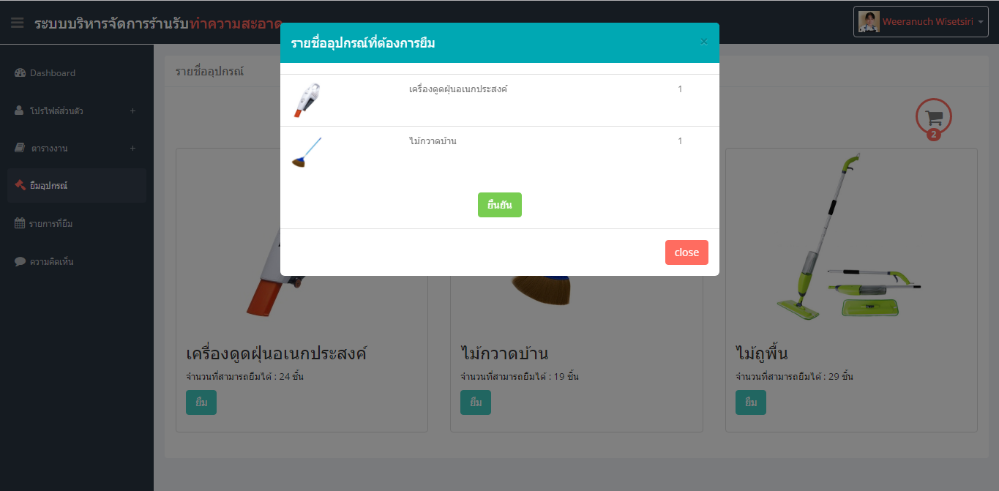 ระบบบริหารจัดการร้านรับทำความสะอาด
Weeranuch Wisetsiri
Dashboard
โปรไฟล์ส่วนตัว +
ตารางงาน +
ยืมอุปกรณ์
รายการที่ยืม
ความคิดเห็น
รายชื่ออุปกรณ์
2
รายชื่ออุปกรณ์ที่ต้องการยืม ×
เครื่องดูดฝุ่นอเนกประสงค์ 1
ไม้กวาดบ้าน 1
ยืนยัน
close
เครื่องดูดฝุ่นอเนกประสงค์
จำนวนที่สามารถยืมได้ : 24 ชิ้น
ยืม
ไม้กวาดบ้าน
จำนวนที่สามารถยืมได้ : 19 ชิ้น
ยืม
ไม้ถูพื้น
จำนวนที่สามารถยืมได้ : 29 ชิ้น
ยืม